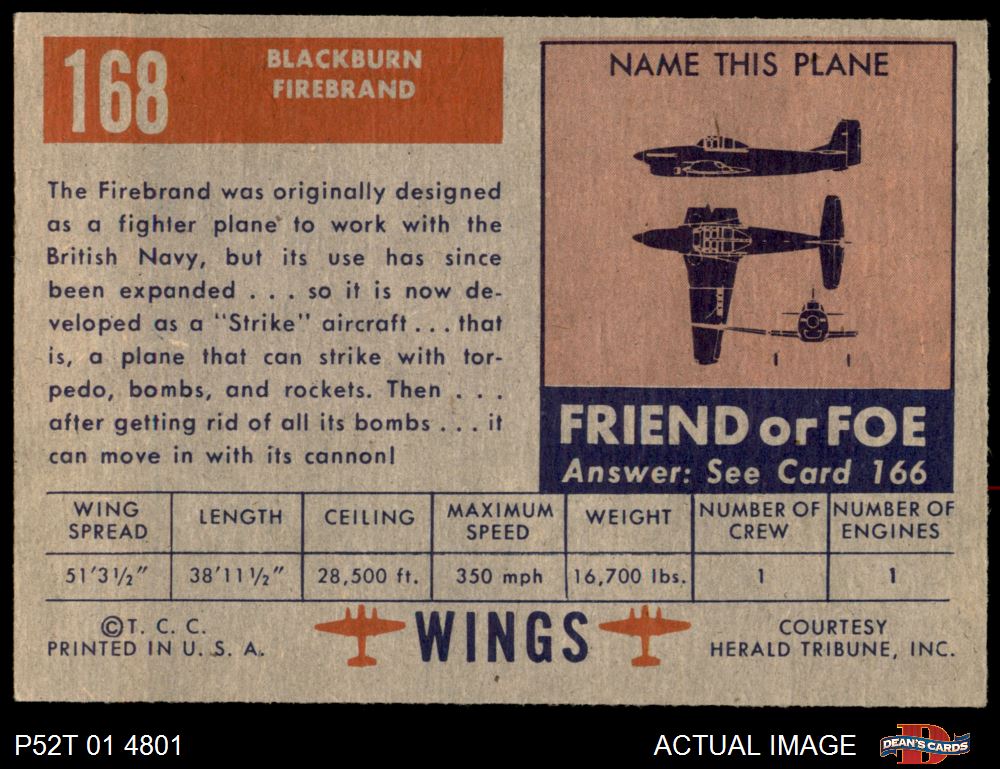 168
BLACKBURN
FIREBRAND
The Firebrand was originally designed
as a fighter plane to work with the
British Navy, but its use has since
been expanded . . . so it is now de-
veloped as a "Strike" aircraft . . . that
is, a plane that can strike with tor-
pedo, bombs, and rockets. Then . . .
after getting rid of all its bombs . . . it
can move in with its cannon!
NAME THIS PLANE
FRIEND or FOE
Answer: See Card 166
WING SPREAD
LENGTH
CEILING
MAXIMUM SPEED
WEIGHT
NUMBER OF CREW
NUMBER OF ENGINES
51'3½"
38'11½"
28,500 ft.
350 mph
16,700 lbs.
1
1
©T. C. C.
PRINTED IN U. S. A.
WINGS
COURTESY
HERALD TRIBUNE, INC.
P52T 01 4801
ACTUAL IMAGE
DEAN'S CARDS